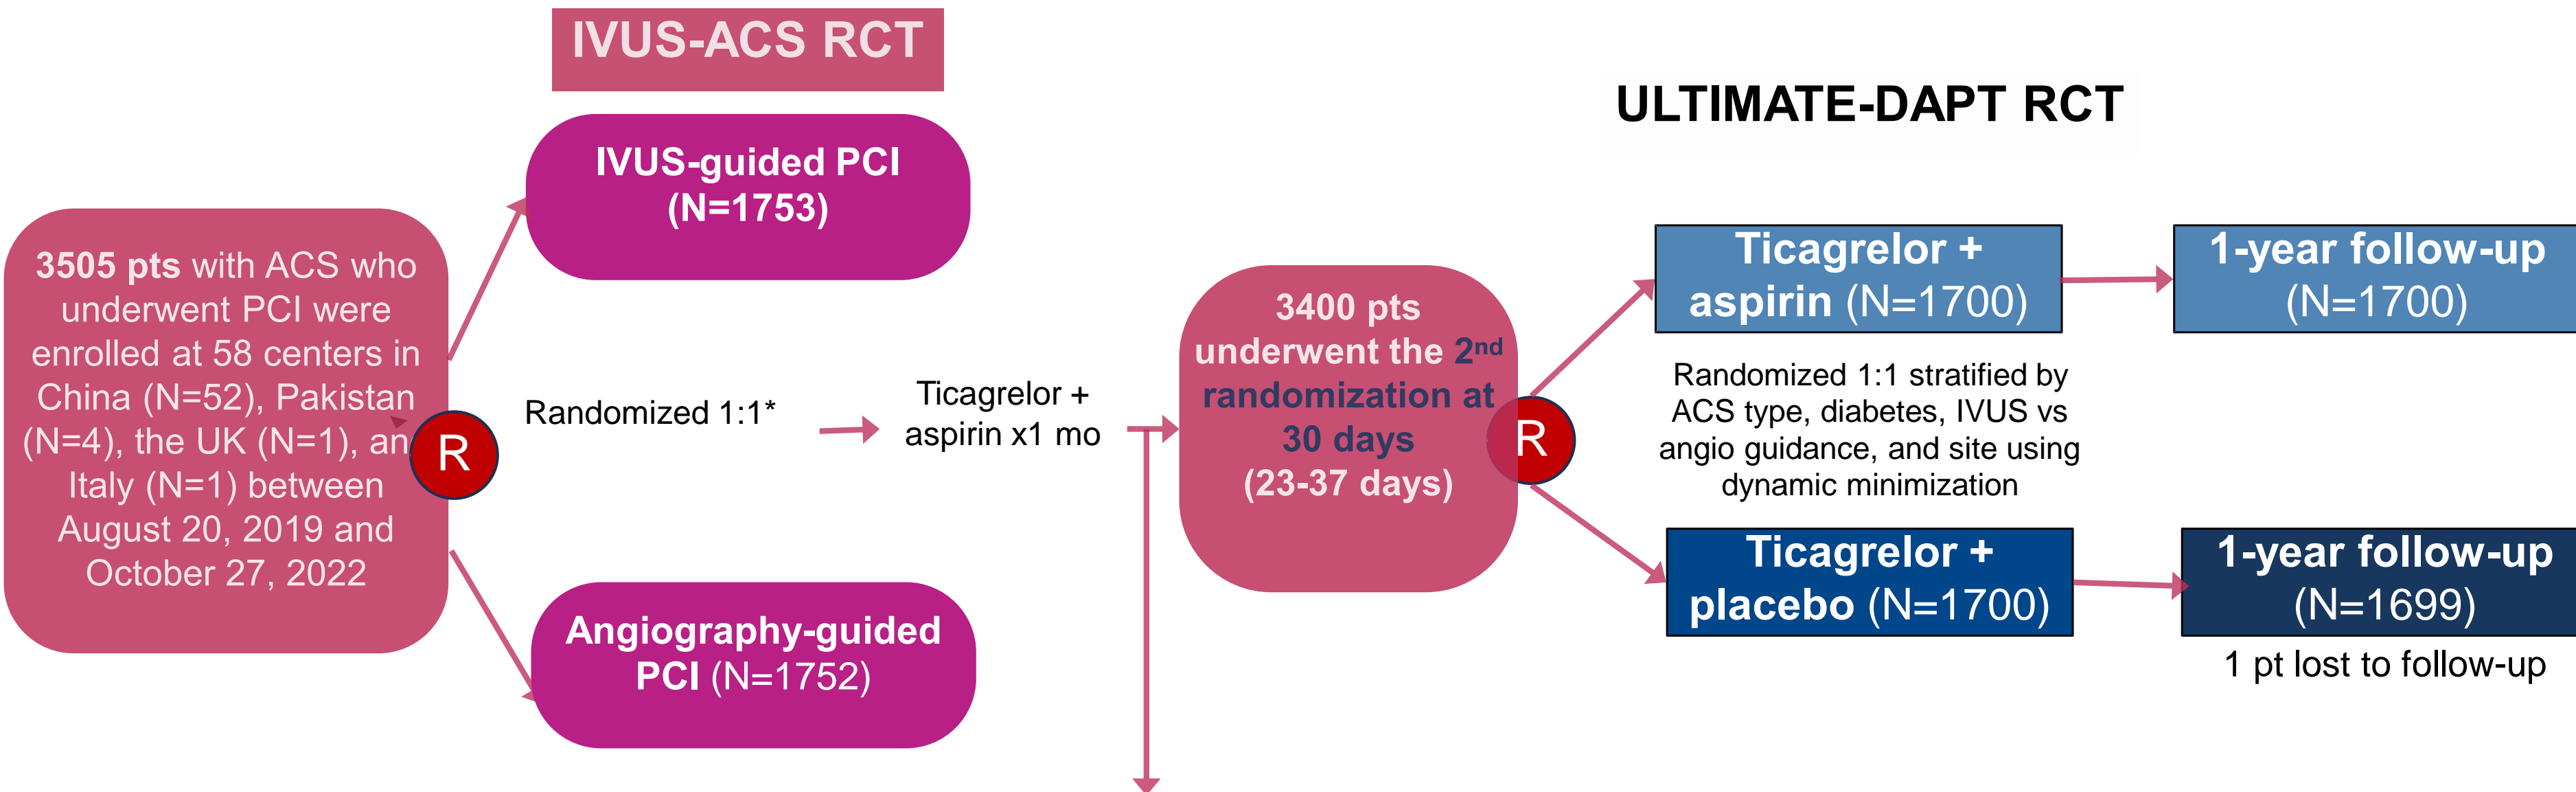 IVUS-ACS RCT
ULTIMATE-DAPT RCT
3505 pts with ACS who
underwent PCI were
enrolled at 58 centers in
China (N=52), Pakistan
(N=4), the UK (N=1), an
Italy (N=1) between
August 20, 2019 and
October 27, 2022
R
IVUS-guided PCI
(N=1753)
Randomized 1:1*
Angiography-guided
PCI (N=1752)
Ticagrelor +
aspirin x1 mo
3400 pts
underwent the 2nd
randomization at
30 days
(23-37 days)
R
Ticagrelor +
aspirin (N=1700)
1-year follow-up
(N=1700)
Randomized 1:1 stratified by
ACS type, diabetes, IVUS vs
angio guidance, and site using
dynamic minimization
Ticagrelor +
placebo (N=1700)
1-year follow-up
(N=1699)
1 pt lost to follow-up